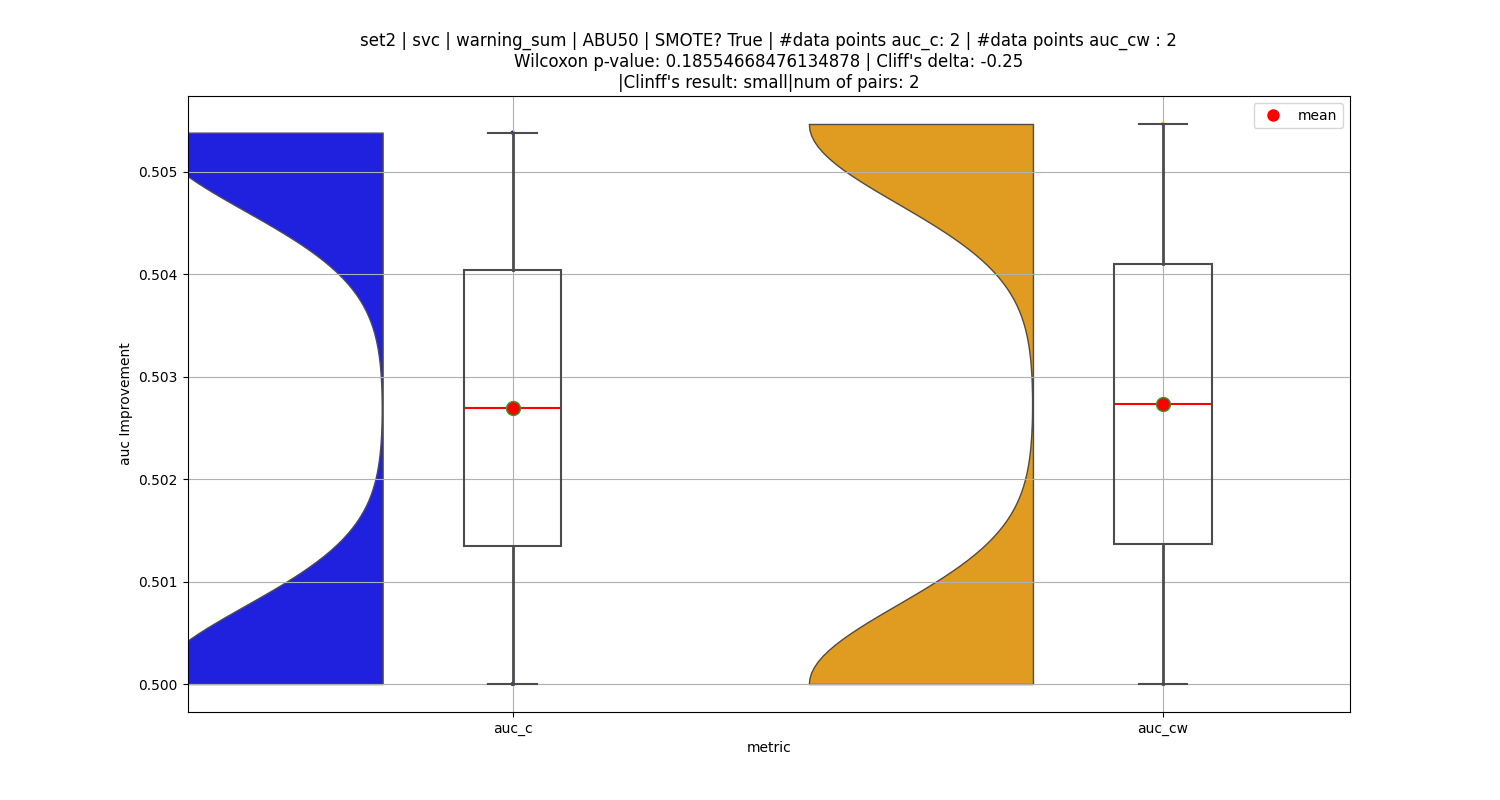 set2 | svc | warning_sum | ABU50 | SMOTE? True | #data points auc_c: 2 | #data points auc_cw : 2
Wilcoxon p-value: 0.18554668476134878 | Cliff's delta: -0.25
|Clinff's result: small|num of pairs: 2
mean
0.505
0.504
0.503
0.502
0.501
0.500
auc Improvement
auc_c
auc_cw
metric